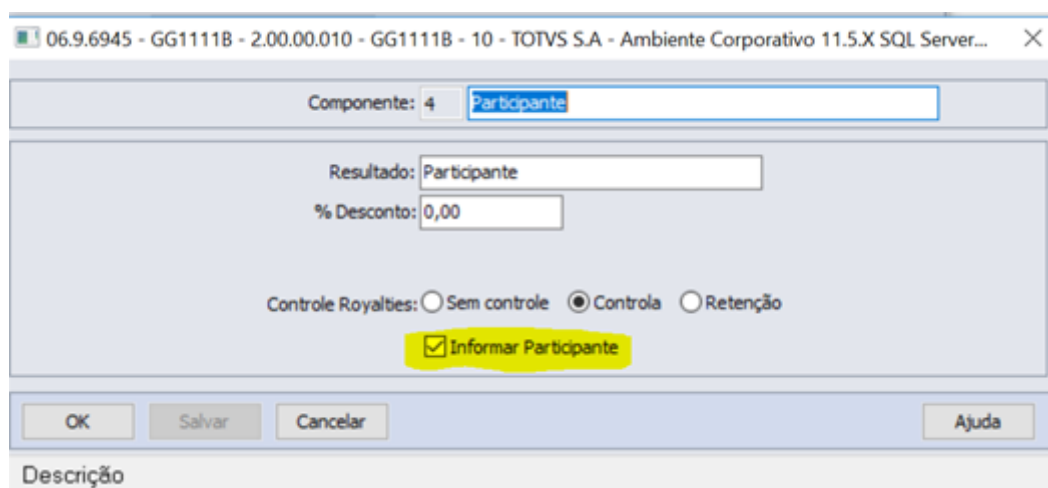 06.9.6945 - GG1111B - 2.00.00.010 - GG1111B - 10 - TOTVS S.A - Ambiente Corporativo 11.5.X SQL Server...
Componente: 4 Participante
Resultado: Participante
% Desconto: 0,00
Controle Royalties: Sem controle Controla Retenção
Informar Participante
OK Salvar Cancelar Ajuda
Descrição